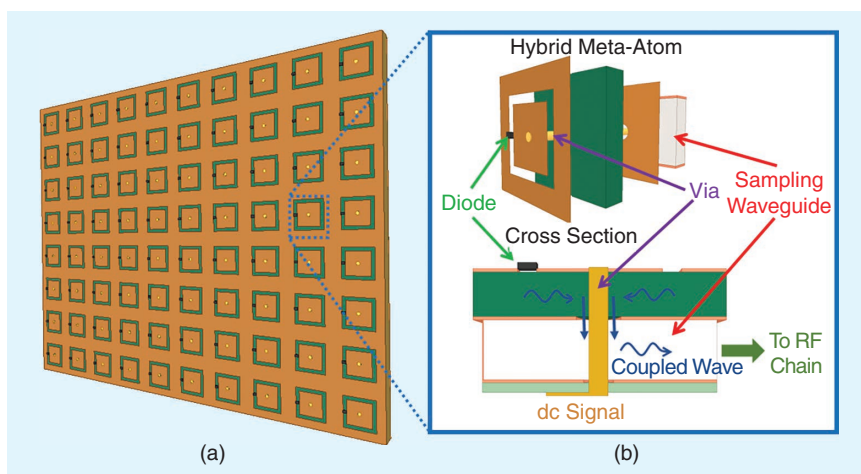 Hybrid Meta-Atom
Diode
Via
Sampling
Waveguide
Cross Section
Coupled Wave
To RF
Chain
dc Signal
(a)
(b)